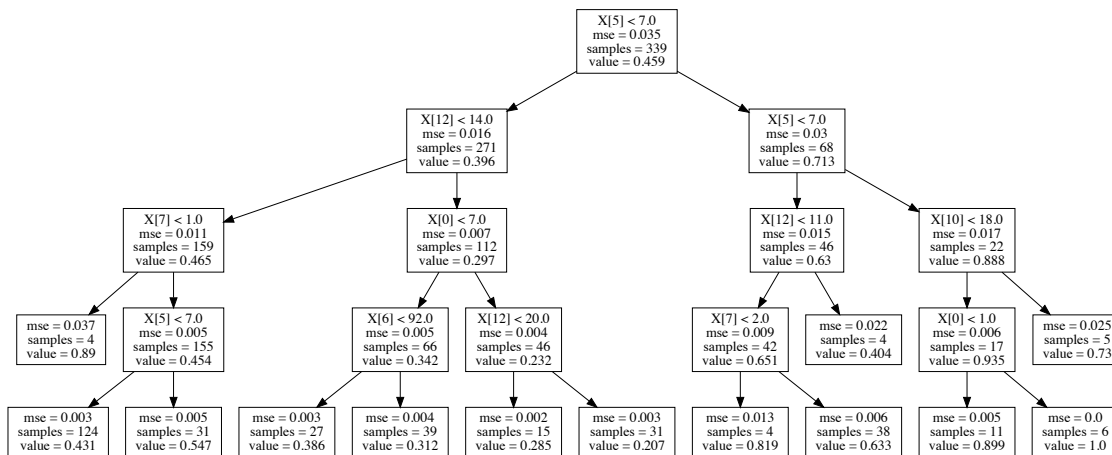 X[5] < 7.0
mse = 0.035
samples = 339
value = 0.459
X[12] < 14.0
mse = 0.016
samples = 271
value = 0.396
X[5] < 7.0
mse = 0.03
samples = 68
value = 0.713
X[7] < 1.0
mse = 0.011
samples = 159
value = 0.465
X[0] < 7.0
mse = 0.007
samples = 112
value = 0.297
X[12] < 11.0
mse = 0.015
samples = 46
value = 0.63
X[10] < 18.0
mse = 0.017
samples = 22
value = 0.888
mse = 0.037
samples = 4
value = 0.89
X[5] < 7.0
mse = 0.005
samples = 155
value = 0.454
X[6] < 92.0
mse = 0.005
samples = 66
value = 0.342
X[12] < 20.0
mse = 0.004
samples = 46
value = 0.232
X[7] < 2.0
mse = 0.009
samples = 42
value = 0.651
mse = 0.022
samples = 4
value = 0.404
X[0] < 1.0
mse = 0.006
samples = 17
value = 0.935
mse = 0.025
samples = 5
value = 0.73
mse = 0.003
samples = 124
value = 0.431
mse = 0.005
samples = 31
value = 0.547
mse = 0.003
samples = 27
value = 0.386
mse = 0.004
samples = 39
value = 0.312
mse = 0.002
samples = 15
value = 0.285
mse = 0.003
samples = 31
value = 0.207
mse = 0.013
samples = 4
value = 0.819
mse = 0.006
samples = 38
value = 0.633
mse = 0.005
samples = 11
value = 0.899
mse = 0.0
samples = 6
value = 1.0